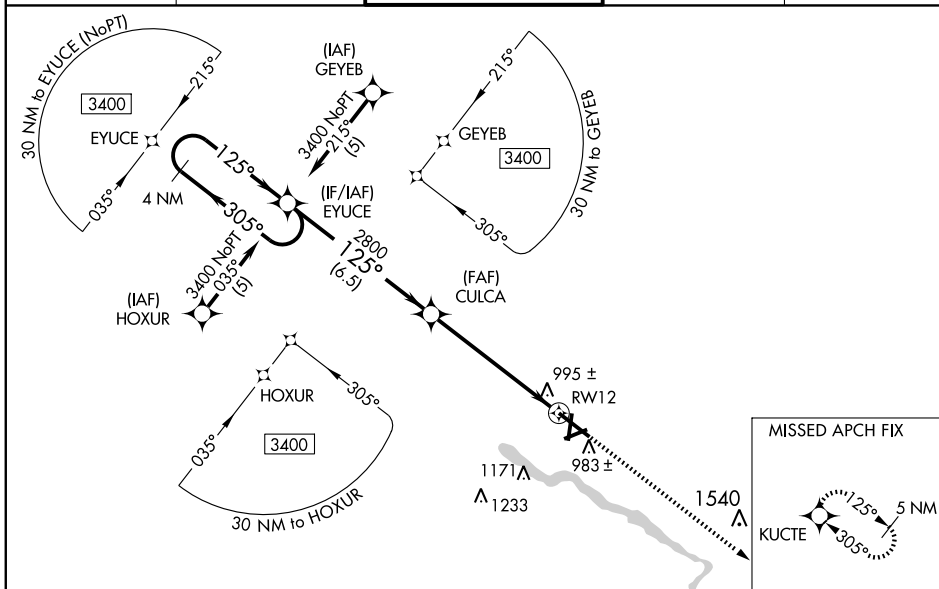 30 NM to EYUCE (NoPT)
215°
3400
EYUCE
035°
(IAF)
GEYEB
3400 NoPT
215°
(5)
215°
GEYEB
3400
305°
30 NM to GEYEB
4 NM
125°
305°
(IF/IAF)
EYUCE
3400 NoPT
035°
(5)
(IAF)
HOXUR
2800
125°
(6.5)
(FAF)
CULCA
HOXUR
305°
035°
3400
30 NM to HOXUR
995 ±
RW12
983 ±
1171
1233
1540
MISSED APCH FIX
125°
5 NM
KUCTE
305°